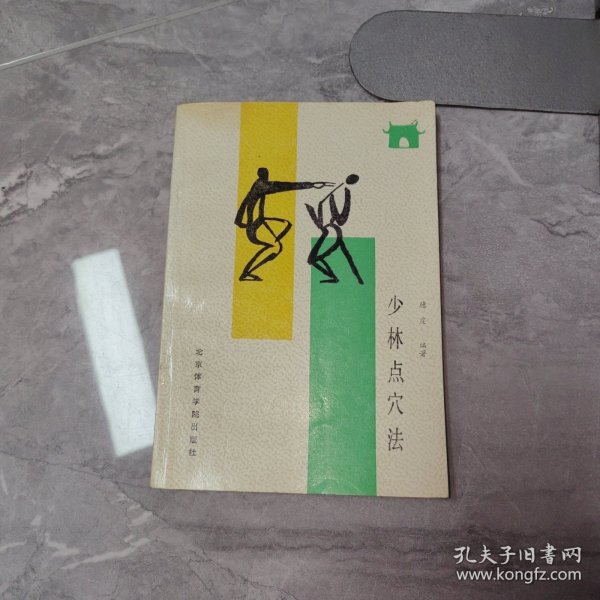 少林点穴法
德虔 编著
北京体育学院出版社
孔夫子旧书网
www.kongfz.com